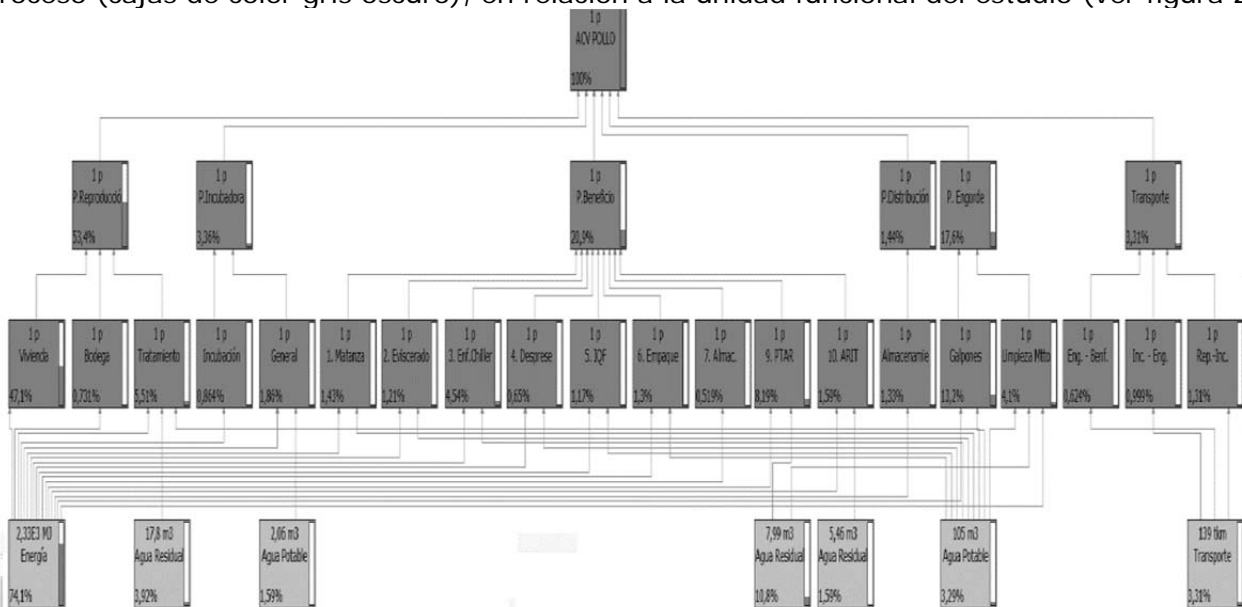 roceso (cajas de color gris oscuro), en relación a la unidad funcional del estudio (ver figura 2
1 p
ACV POLLO
100%
1 p
P.Reproducció
53,4%
1 p
P.Incubadora
3,36%
1 p
P.Beneficio
20,9%
1 p
P.Distribución
1,44%
1 p
P. Engorde
17,6%
1 p
Transporte
3,31%
1 p
Vivienda
47,1%
1 p
Bodega
0,731%
1 p
Tratamiento
5,51%
1 p
Incubación
0,864%
1 p
General
1,86%
1 p
1. Matanza
1,43%
1 p
2. Eviscerado
1,21%
1 p
3. Enf.Chiller
4,54%
1 p
4. Desprese
0,65%
1 p
5. IQF
1,17%
1 p
6. Empaque
1,3%
1 p
7. Almac.
0,519%
1 p
9. PTAR
8,19%
1 p
10. ARIT
1,59%
1 p
Almacenamie
1 p
Galpones
13,2%
1 p
Limpieza Mtto
4,1%
1 p
Eng. - Benf.
0,624%
1 p
Inc. - Eng.
0,999%
1 p
Rep.-Inc.
1,31%
2,33E3 MJ
Energía
74,1%
17,8 m3
Agua Residual
3,92%
2,06 m3
Agua Potable
1,59%
7,99 m3
Agua Residual
10,8%
5,46 m3
Agua Residual
1,59%
105 m3
Agua Potable
3,29%
139 tkm
Transporte
3,31%